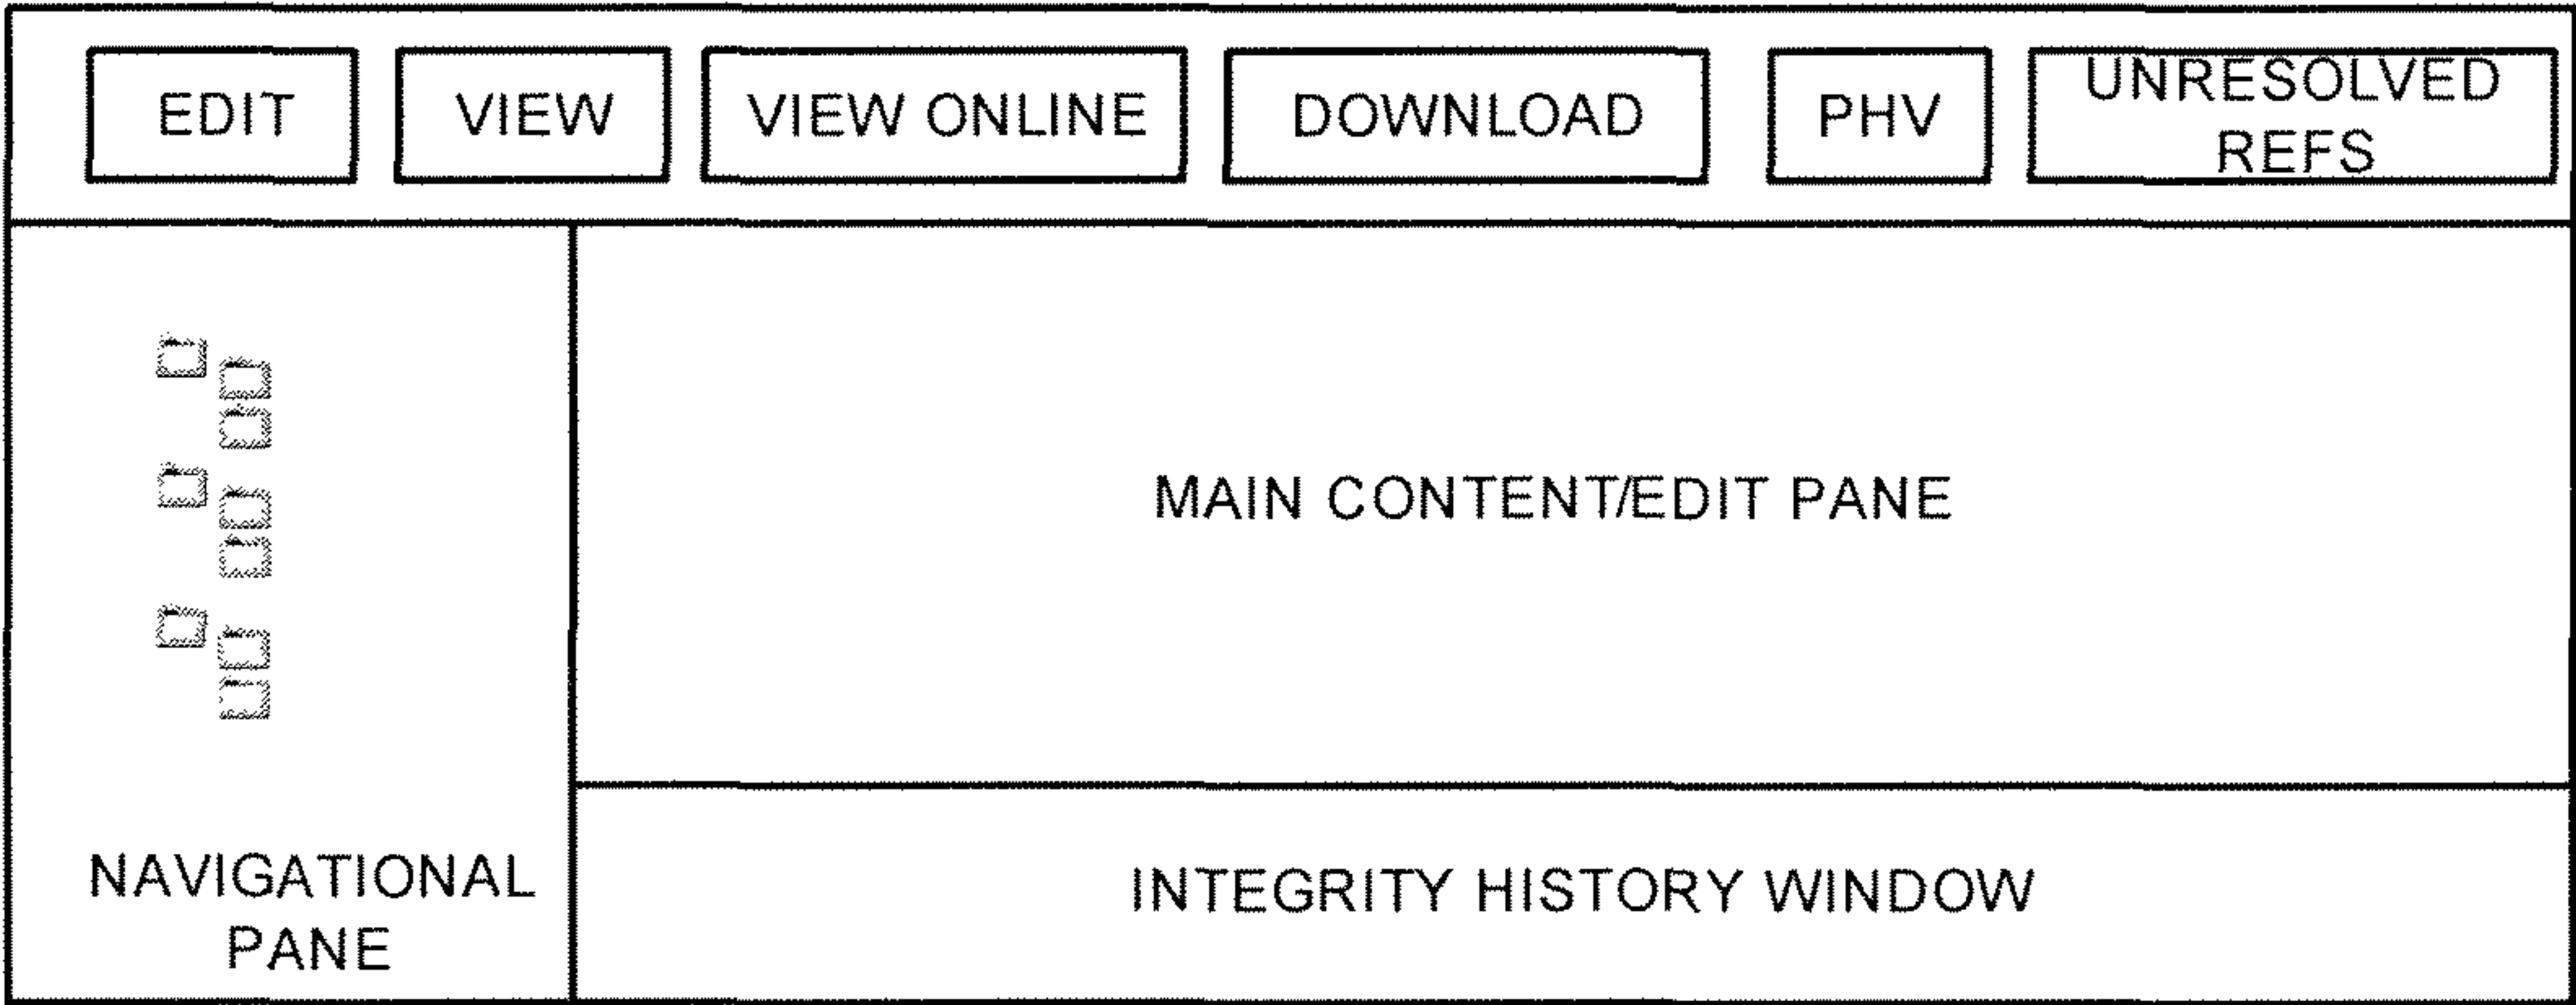 EDIT
VIEW
VIEW ONLINE
DOWNLOAD
PHV
UNRESOLVED
REFS
MAIN CONTENT/EDIT PANE
NAVIGATIONAL
PANE
INTEGRITY HISTORY WINDOW